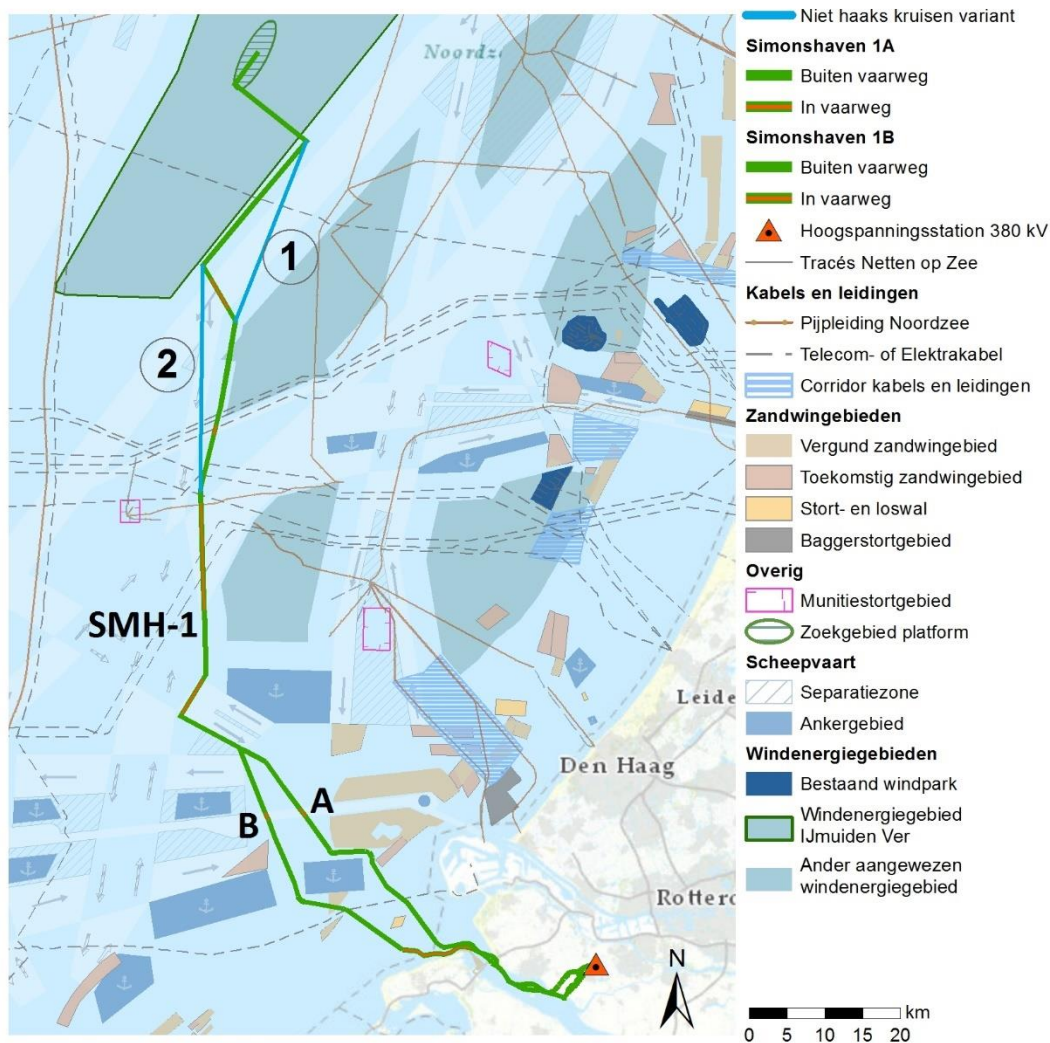 Noordze
1
2
SMH-1
A
B
Leide
Den Haag
Rotterd
N
Niet haaks kruisen variant
Simonshaven 1A
Buiten vaarweg
In vaarweg
Simonshaven 1B
Buiten vaarweg
In vaarweg
Hoogspanningsstation 380 kV
Tracés Netten op Zee
Kabels en leidingen
Pijpleiding Noordzee
Telecom- of Elektrakabel
Corridor kabels en leidingen
Zandwingebieden
Vergund zandwingebied
Toekomstig zandwingebied
Stort- en loswal
Baggerstortgebied
Overig
Munitiestortgebied
Zoekgebied platform
Scheepvaart
Separatiezone
Ankergebied
Windenergiegebieden
Bestaand windpark
Windenergiegebied
IJmuiden Ver
Ander aangewezen
windenergiegebied
km
0 5 10 15 20